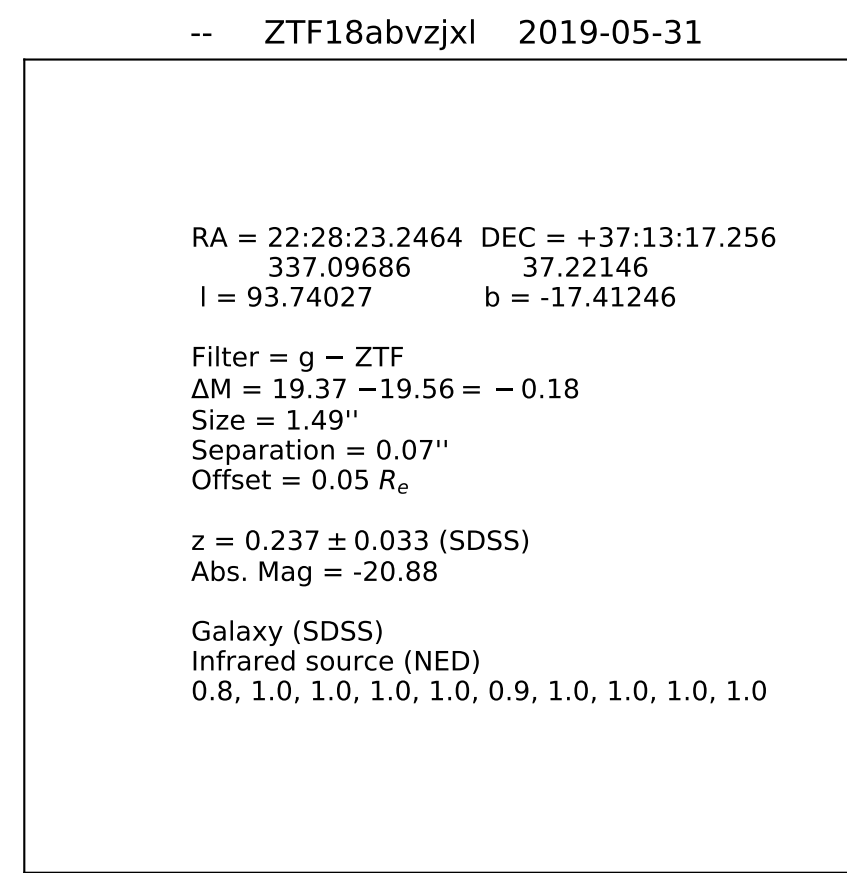 -- ZTF18abvzjxl 2019-05-31
RA = 22:28:23.2464 DEC = +37:13:17.256
337.09686 37.22146
l = 93.74027 b = -17.41246
Filter = g − ZTF
ΔM = 19.37 −19.56 = − 0.18
Size = 1.49''
Separation = 0.07''
Offset = 0.05 Re
z = 0.237 ± 0.033 (SDSS)
Abs. Mag = -20.88
Galaxy (SDSS)
Infrared source (NED)
0.8, 1.0, 1.0, 1.0, 1.0, 0.9, 1.0, 1.0, 1.0, 1.0